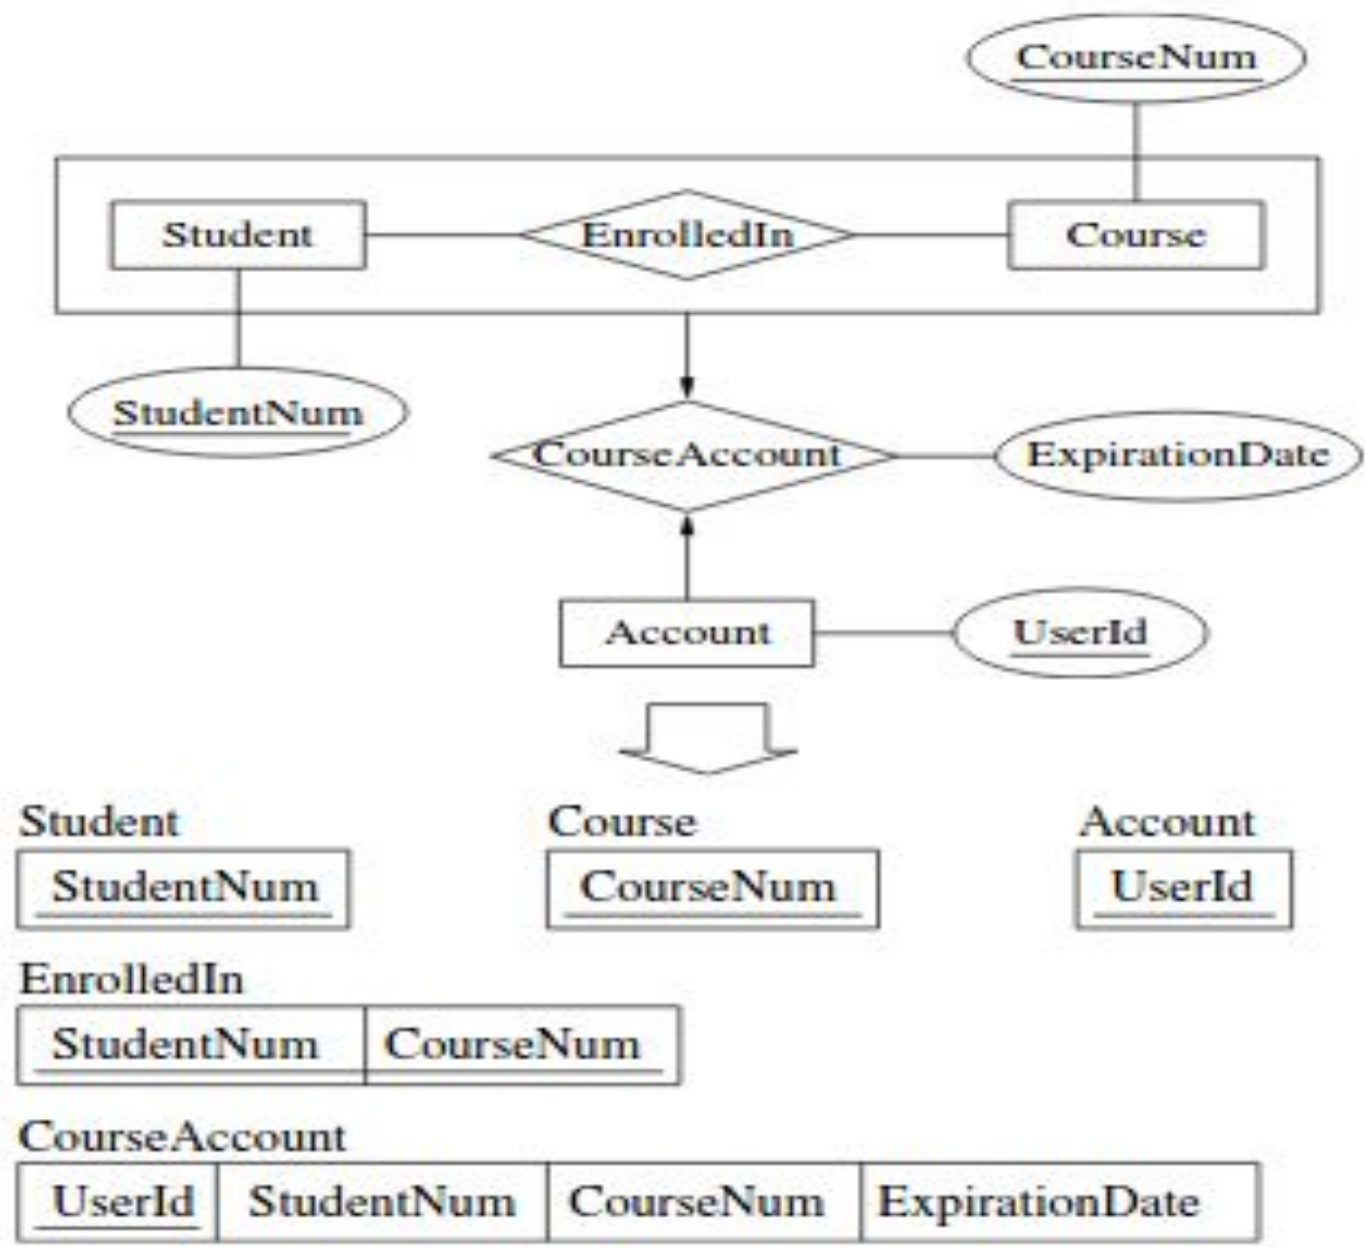 CourseNum
Student EnrolledIn Course
StudentNum
CourseAccount ExpirationDate
Account UserId
Student Course Account
StudentNum CourseNum UserId
EnrolledIn
StudentNum CourseNum
CourseAccount
UserId StudentNum CourseNum ExpirationDate